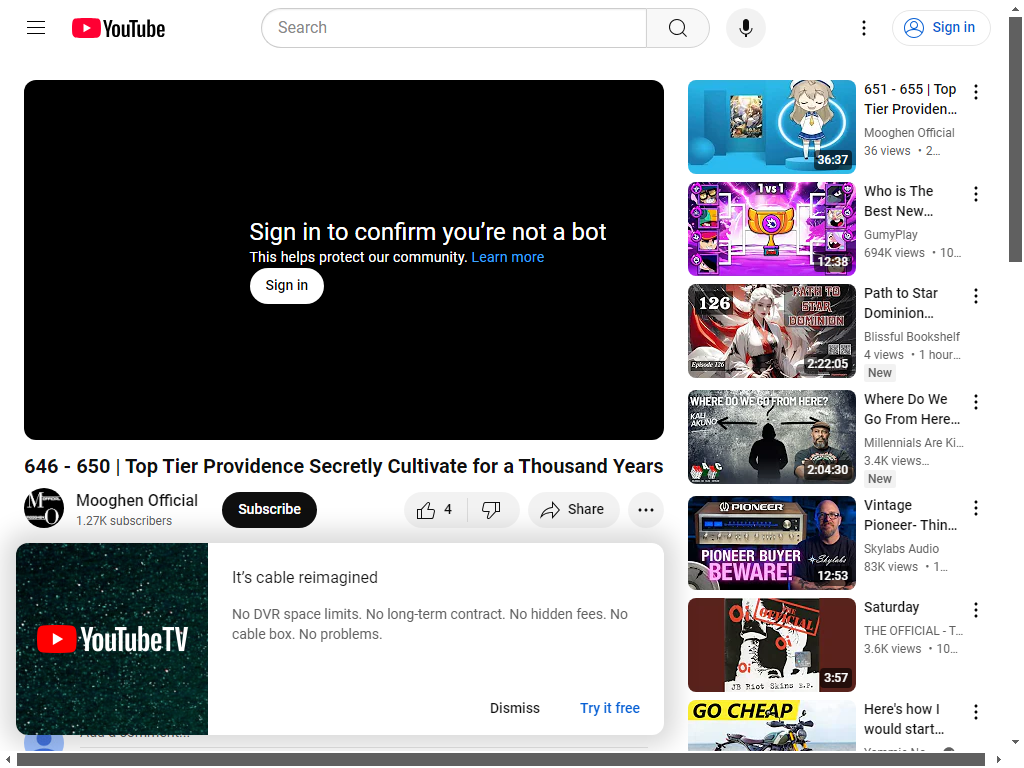 YouTube
Search
Sign in
Sign in to confirm you're not a bot
This helps protect our community. Learn more
Sign in
646 - 650 | Top Tier Providence Secretly Cultivate for a Thousand Years
Mooghen Official
1.27K subscribers
Subscribe
4
Share
YouTubeTV
It's cable reimagined
No DVR space limits. No long-term contract. No hidden fees. No
cable box. No problems.
Dismiss
Try it free
36:37
651 - 655 | Top
Tier Providen...
Mooghen Official
36 views • 2...
1 vs 1
12:38
Who is The
Best New...
GumyPlay
694K views • 10...
126
PATH TO
STAR
DOMINION
Episode 126
2:22:05
Path to Star
Dominion...
Blissful Bookshelf
4 views • 1 hour...
New
WHERE DO WE GO FROM HERE?
KALI
AKUNO
2:04:30
Where Do We
Go From Here...
Millennials Are Ki...
3.4K views...
New
PIONEER
PIONEER BUYER
BEWARE!
Skylabs
12:53
Vintage
Pioneer- Thin...
Skylabs Audio
83K views • 1...
Oi
OFFICIAL
Oi
Oi
JB Riot Skins E.P.
3:57
Saturday
THE OFFICIAL - T...
3.6K views • 10...
GO CHEAP
Here's how I
would start...